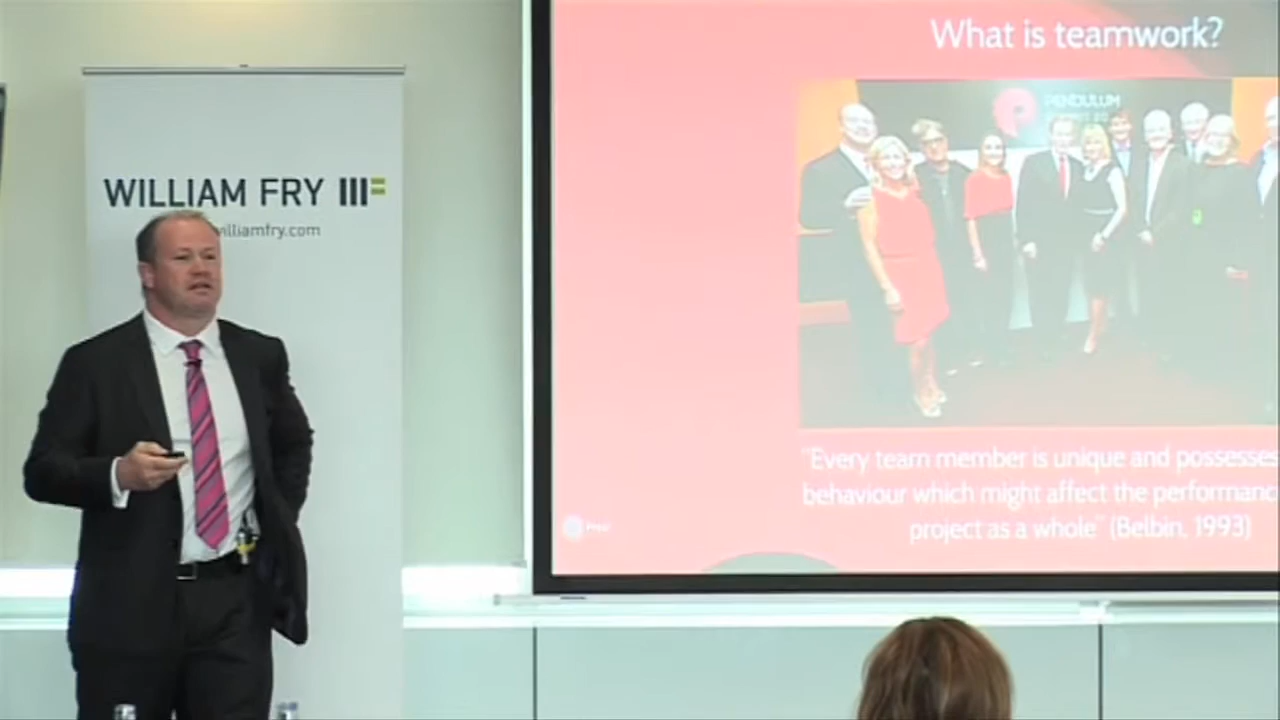 WILLIAM FRY
illiamfry.com
What is teamwork?
PENDULUM
"Every team member is unique and possesses
behaviour which might affect the performanc
project as a whole" (Belbin, 1993)